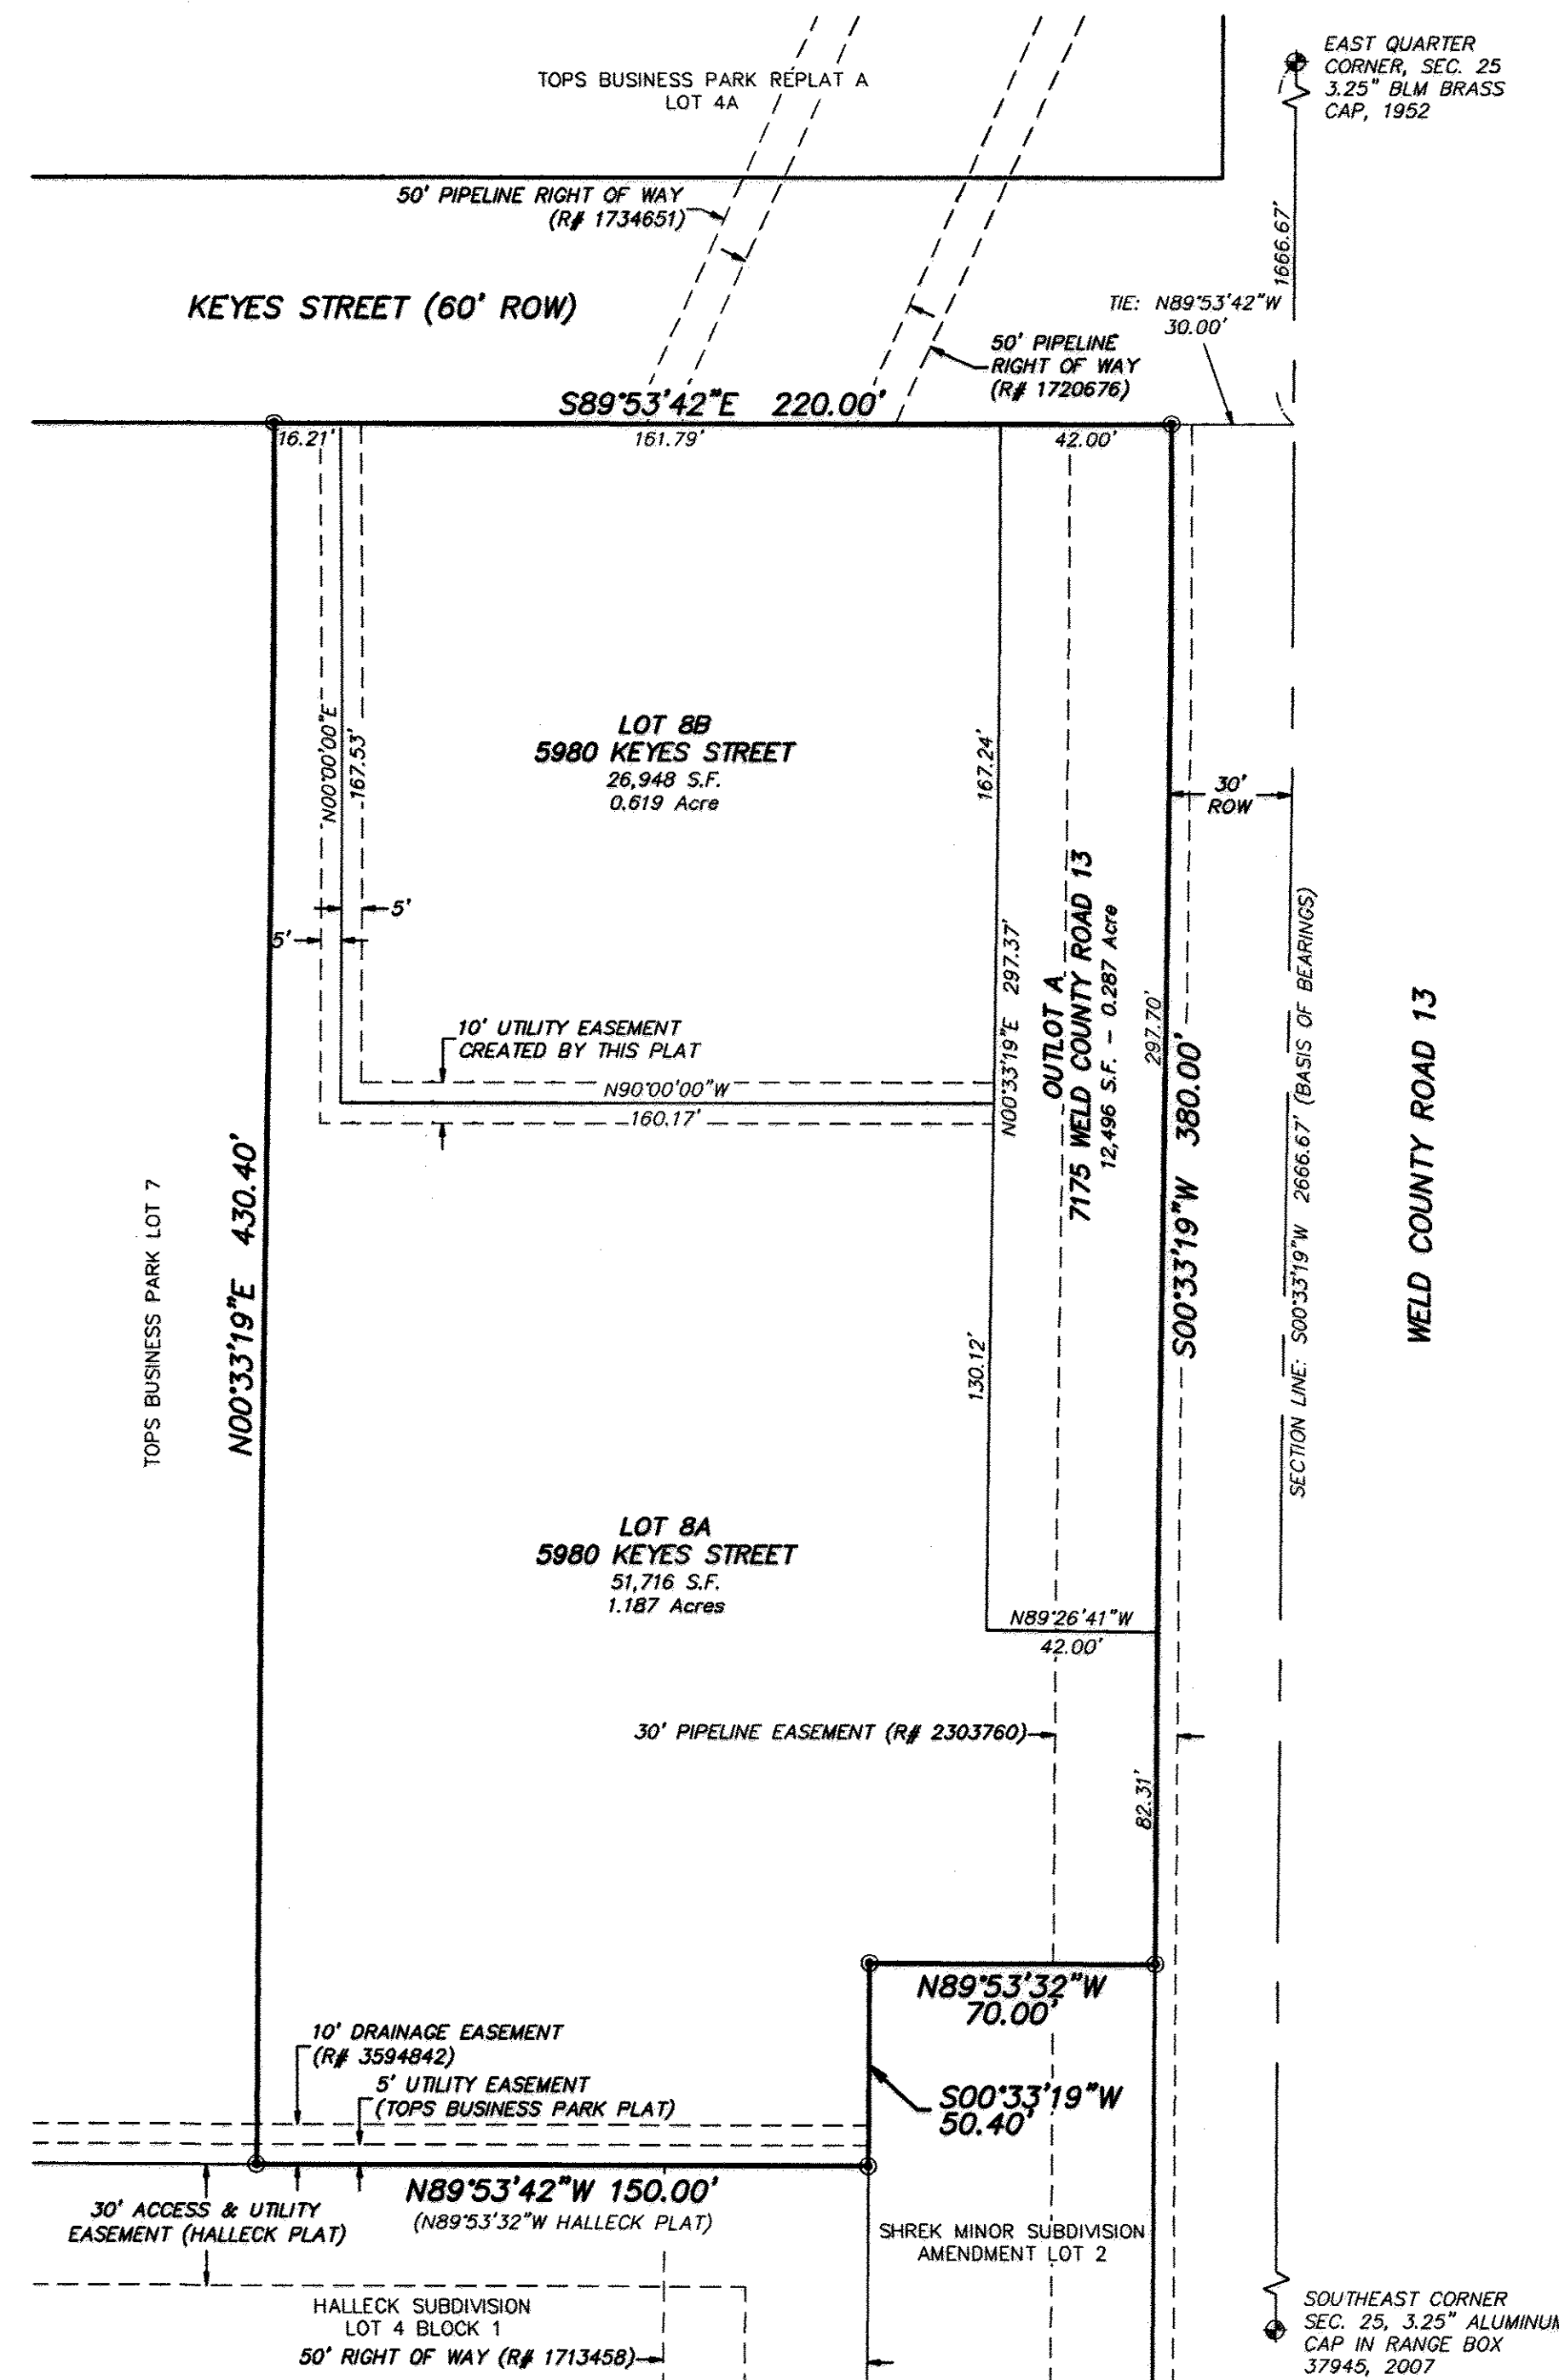 EAST QUARTER
CORNER, SEC. 25
3.25" BLM BRASS
CAP, 1952
TOPS BUSINESS PARK REPLAT A
LOT 4A
50' PIPELINE RIGHT OF WAY
(R# 1734651)
1666.67'
KEYES STREET (60' ROW)
TIE: N89°53'42"W
30.00'
50' PIPELINE
RIGHT OF WAY
(R# 1720676)
S89°53'42"E 220.00'
16.21'
161.79'
42.00'
N00°00'00"E
167.53'
LOT 8B
5980 KEYES STREET
26,948 S.F.
0.619 Acre
167.24'
30'
ROW
5'
5'
10' UTILITY EASEMENT
CREATED BY THIS PLAT
N90°00'00"W
160.17'
N00°33'19"E 297.37'
OUTLOT A
7175 WELD COUNTY ROAD 13
12,496 S.F. - 0.287 Acre
297.70'
S00°33'19"W 380.00'
SECTION LINE: S00°33'19"W 2666.67' (BASIS OF BEARINGS)
WELD COUNTY ROAD 13
TOPS BUSINESS PARK LOT 7
N00°33'19"E 430.40'
130.12'
LOT 8A
5980 KEYES STREET
51,716 S.F.
1.187 Acres
N89°26'41"W
42.00'
30' PIPELINE EASEMENT (R# 2303760)
82.31'
N89°53'32"W
70.00'
10' DRAINAGE EASEMENT
(R# 3594842)
5' UTILITY EASEMENT
(TOPS BUSINESS PARK PLAT)
S00°33'19"W
50.40'
N89°53'42"W 150.00'
(N89°53'32"W HALLECK PLAT)
30' ACCESS & UTILITY
EASEMENT (HALLECK PLAT)
SHREK MINOR SUBDIVISION
AMENDMENT LOT 2
HALLECK SUBDIVISION
LOT 4 BLOCK 1
50' RIGHT OF WAY (R# 1713458)
SOUTHEAST CORNER
SEC. 25, 3.25" ALUMINUM
CAP IN RANGE BOX
37945, 2007